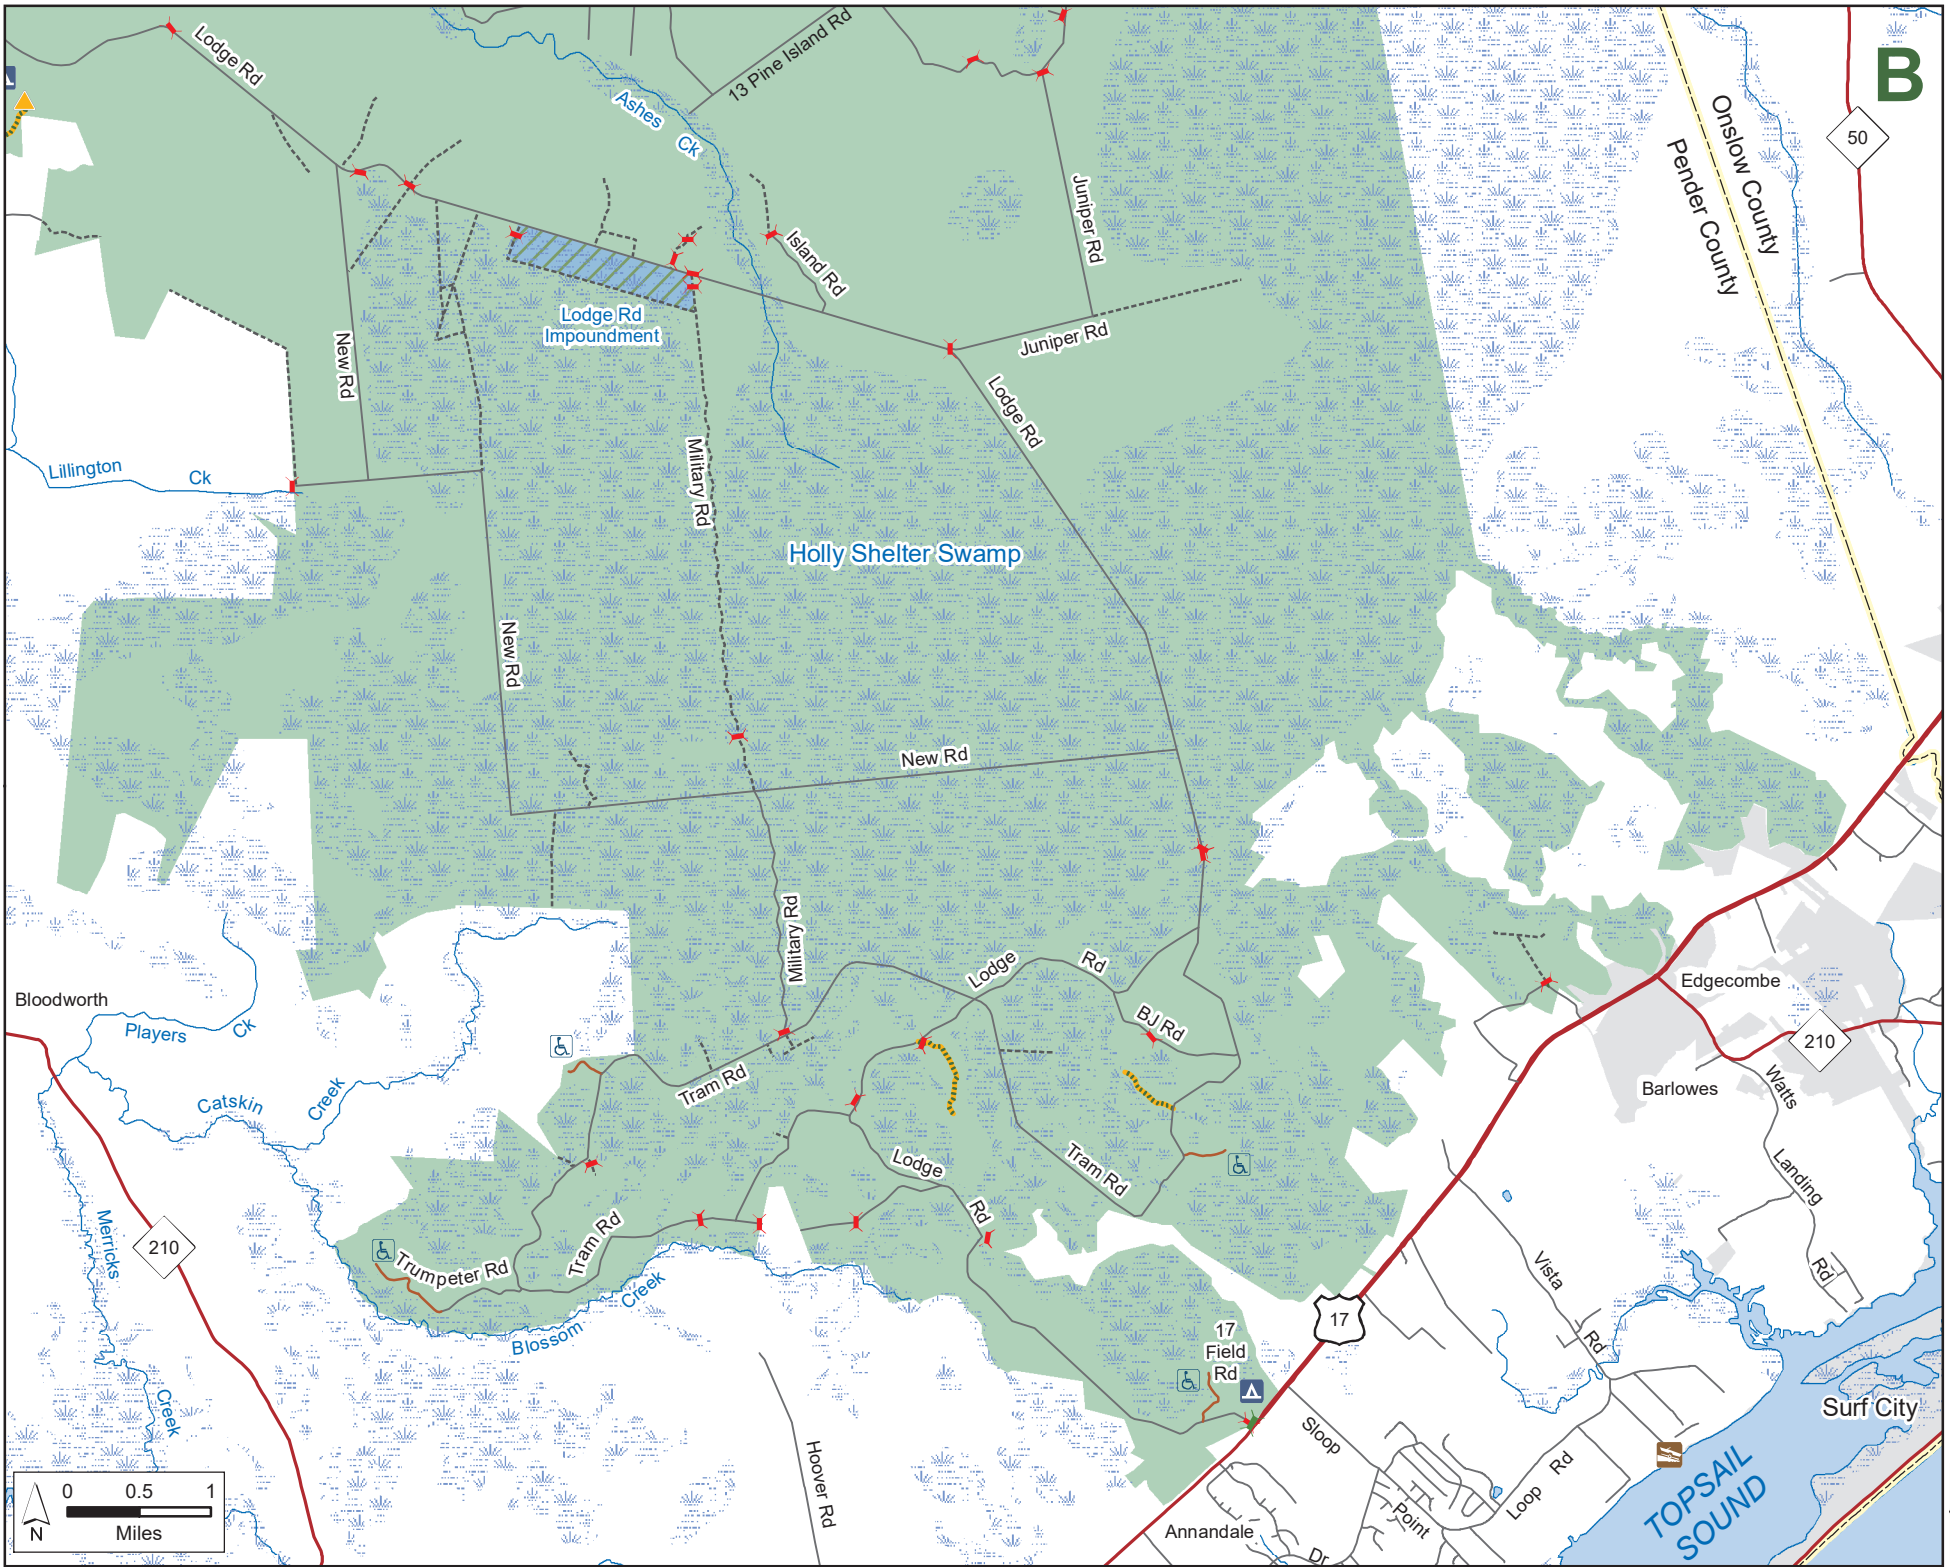 B
Lodge Rd
13 Pine Island Rd
Ashes
Ck
Onslow County
Pender County
50
Juniper Rd
Island Rd
Lodge Rd
Impoundment
Juniper Rd
New Rd
Lodge Rd
Military Rd
Lillington
Ck
Holly Shelter Swamp
New Rd
New Rd
Military Rd
Lodge
Rd
Bloodworth
Players
Ck
Edgecombe
BJ Rd
210
Barlowes
Watts
Landing
Rd
Tram Rd
Catskin
Creek
Lodge
Rd
Tram Rd
Merricks
Creek
210
Trumpeter Rd
Tram Rd
Creek
Blossom
Vista
Rd
17
17
Field
Rd
Surf City
Sloop
Point
Loop
Rd
Hoover Rd
TOPSAIL
SOUND
0
0.5
1
Miles
N
Annandale
Dr